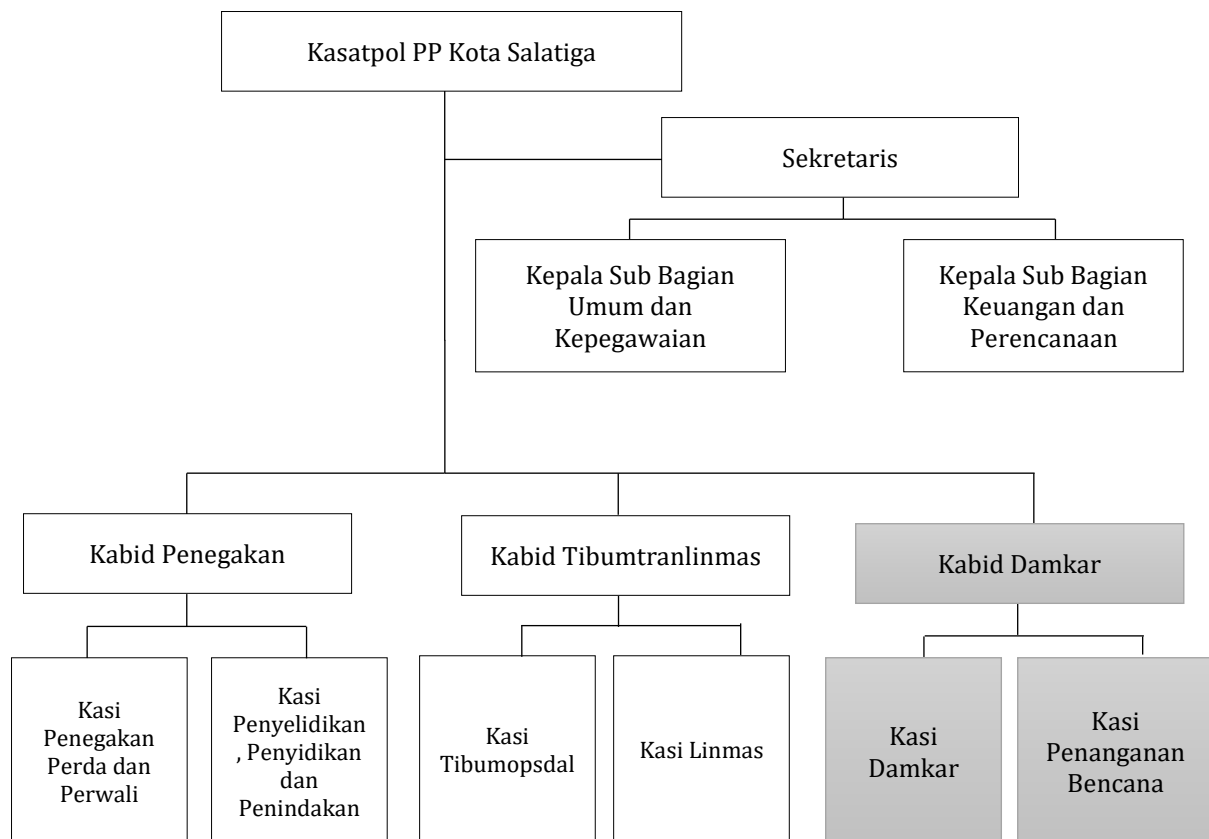 Kasatpol PP Kota Salatiga
Sekretaris
Kepala Sub Bagian
Umum dan
Kepegawaian
Kepala Sub Bagian
Keuangan dan
Perencanaan
Kabid Penegakan
Kabid Tibumtranlinmas
Kabid Damkar
Kasi
Penegakan
Perda dan
Perwali
Kasi
Penyelidikan
, Penyidikan
dan
Penindakan
Kasi
Tibumopsdal
Kasi Linmas
Kasi
Damkar
Kasi
Penanganan
Bencana